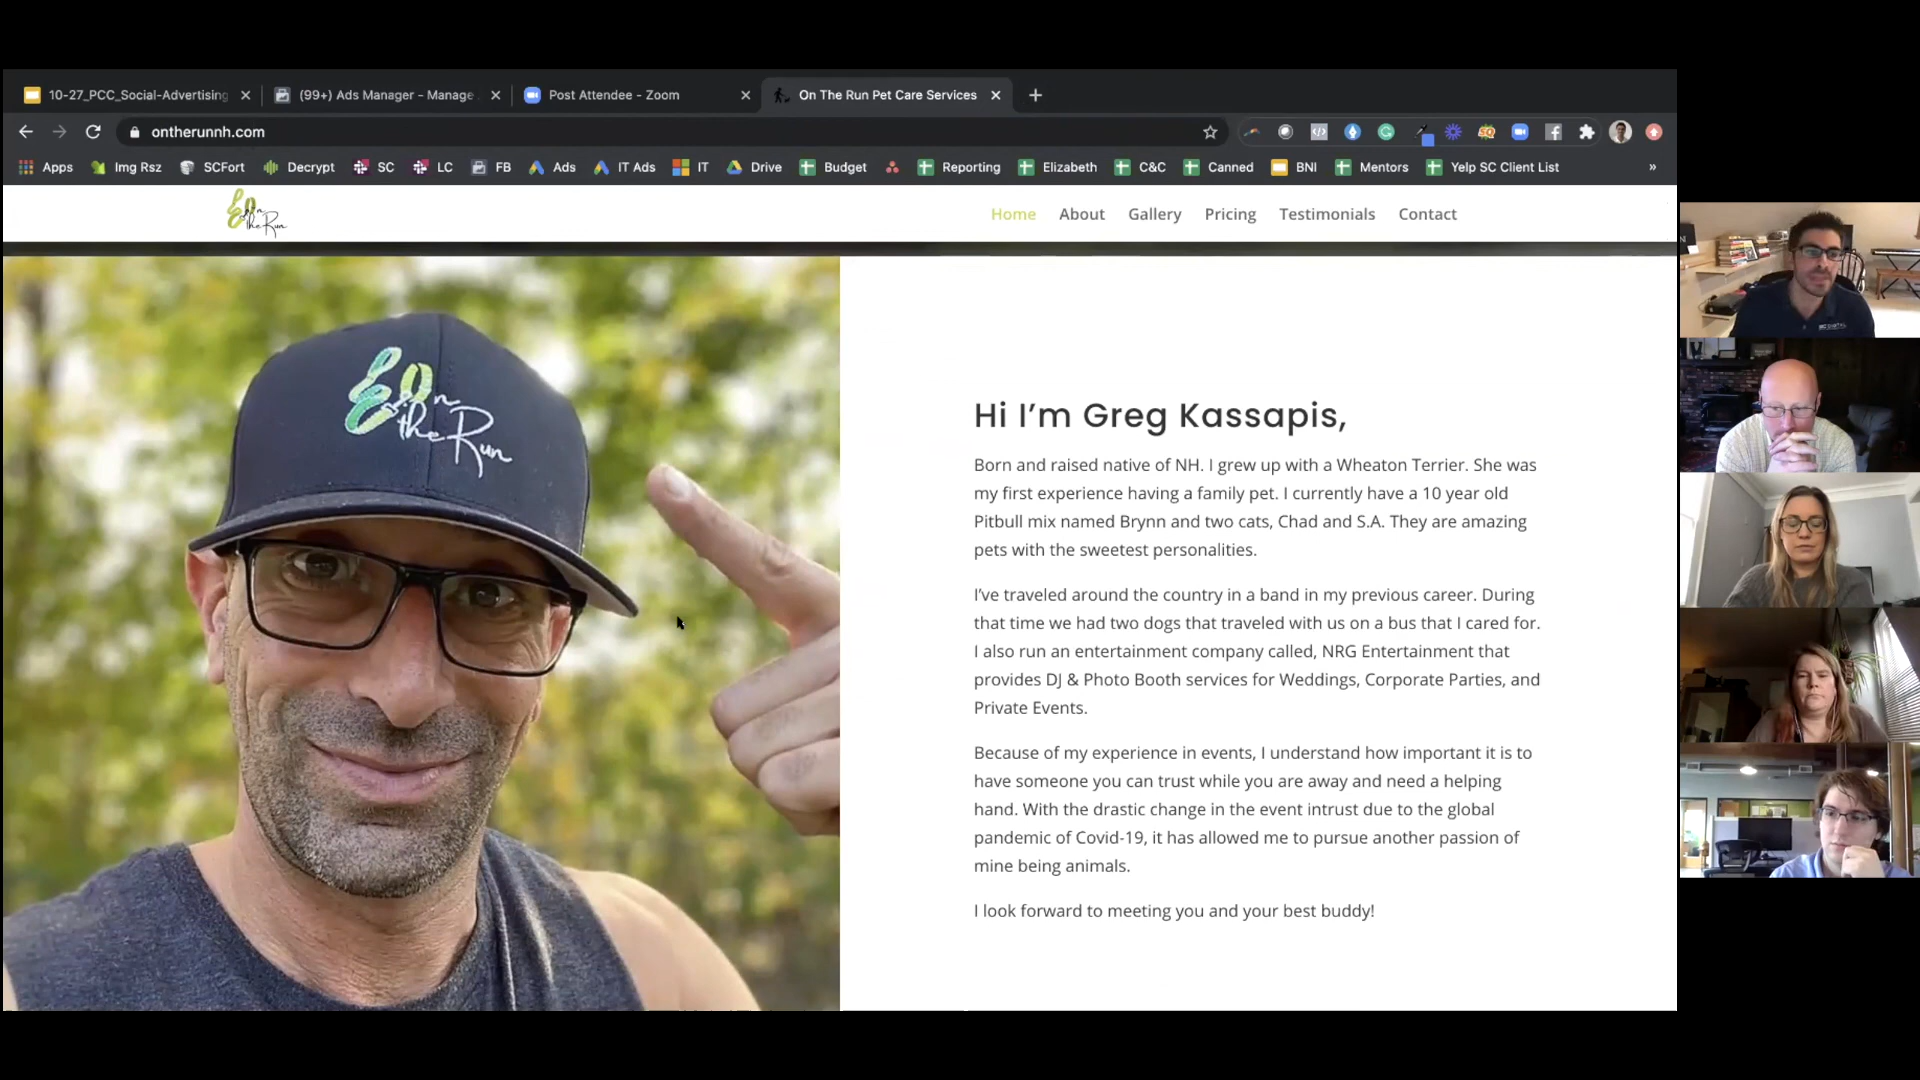 10-27_PCC_Social-Advertising
(99+) Ads Manager - Manage
Post Attendee - Zoom
On The Run Pet Care Services
ontherunnh.com
Apps
Img Rsz
SCFort
Decrypt
SC
LC
FB
Ads
IT Ads
IT
Drive
Budget
Reporting
Elizabeth
C&C
Canned
BNI
Mentors
Yelp SC Client List
»
On
the Run
Home
About
Gallery
Pricing
Testimonials
Contact
On
the Run
Hi I’m Greg Kassapis,
Born and raised native of NH. I grew up with a Wheaton Terrier. She was
my first experience having a family pet. I currently have a 10 year old
Pitbull mix named Brynn and two cats, Chad and S.A. They are amazing
pets with the sweetest personalities.
I’ve traveled around the country in a band in my previous career. During
that time we had two dogs that traveled with us on a bus that I cared for.
I also run an entertainment company called, NRG Entertainment that
provides DJ & Photo Booth services for Weddings, Corporate Parties, and
Private Events.
Because of my experience in events, I understand how important it is to
have someone you can trust while you are away and need a helping
hand. With the drastic change in the event intrust due to the global
pandemic of Covid-19, it has allowed me to pursue another passion of
mine being animals.
I look forward to meeting you and your best buddy!